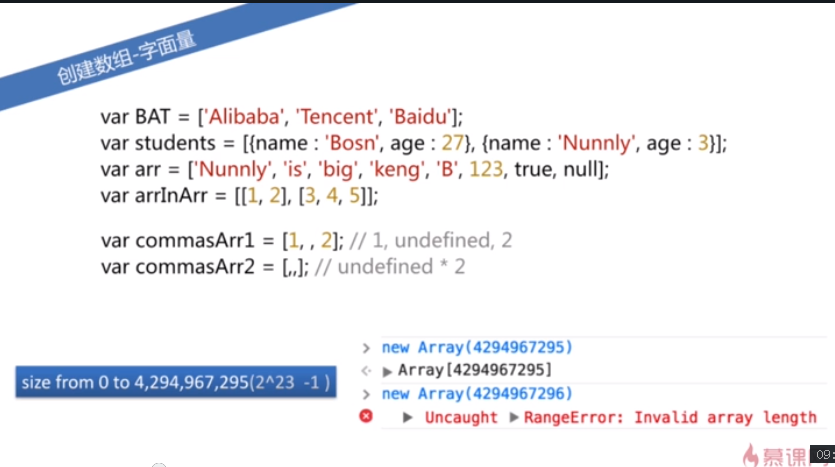 创建数组-字面量
var BAT = ['Alibaba', 'Tencent', 'Baidu'];
var students = [{name : 'Bosn', age : 27}, {name : 'Nunnly', age : 3}];
var arr = ['Nunnly', 'is', 'big', 'keng', 'B', 123, true, null];
var arrInArr = [[1, 2], [3, 4, 5]];
var commasArr1 = [1, , 2]; // 1, undefined, 2
var commasArr2 = [,,]; // undefined * 2
size from 0 to 4,294,967,295(2^23 -1 )
> new Array(4294967295)
<· ▶ Array[4294967295]
> new Array(4294967296)
▶ Uncaught ▶ RangeError: Invalid array length
慕课
09: